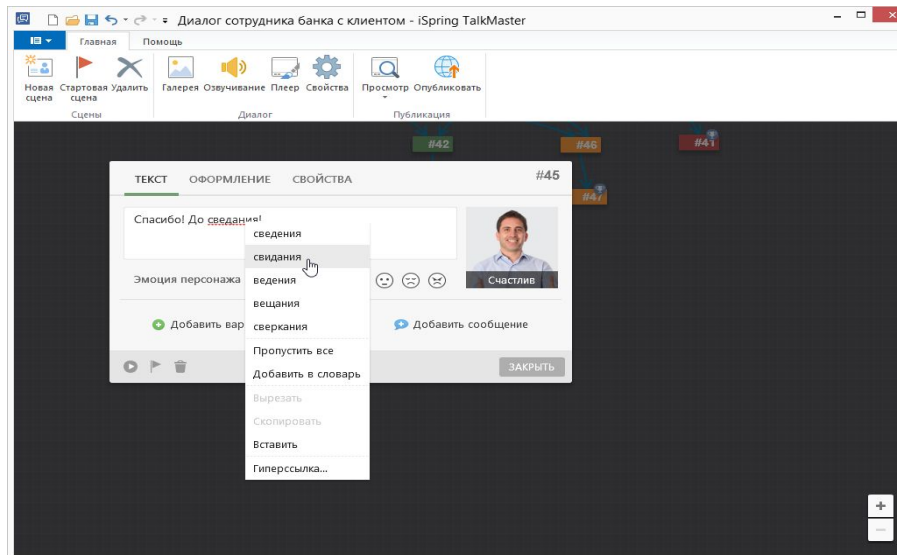 Диалог сотрудника банка с клиентом - iSpring TalkMaster
Главная Помощь
Новая сцена
Стартовая сцена
Удалить
Галерея Озвучивание Плеер Свойства
Просмотр Опубликовать
Сцены Диалог Публикация
#42 #46 #41
#47
ТЕКСТ ОФОРМЛЕНИЕ СВОЙСТВА #45
Спасибо! До сведания!
Эмоция персонажа
Счастлив
Добавить вар
Добавить сообщение
ЗАКРЫТЬ
сведения
свидания
ведения
вещания
сверкания
Пропустить все
Добавить в словарь
Вырезать
Скопировать
Вставить
Гиперссылка...